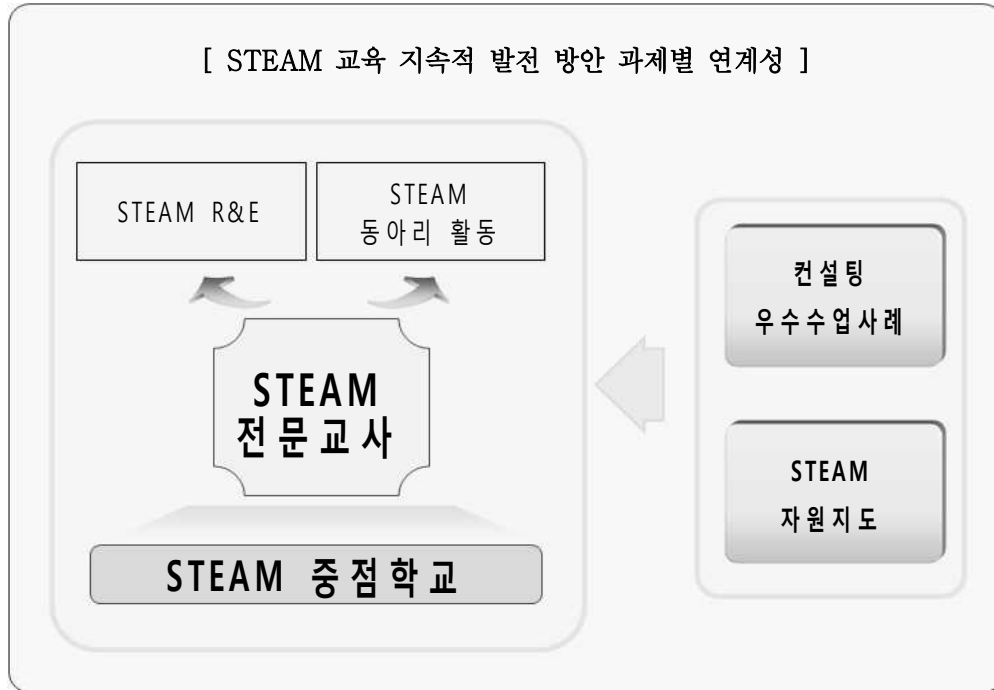 [ STEAM 교육 지속적 발전 방안 과제별 연계성 ]
STEAM R&E
STEAM
동아리 활동
STEAM
전문교사
STEAM 중점학교
컨설팅
우수수업사례
STEAM
자원지도